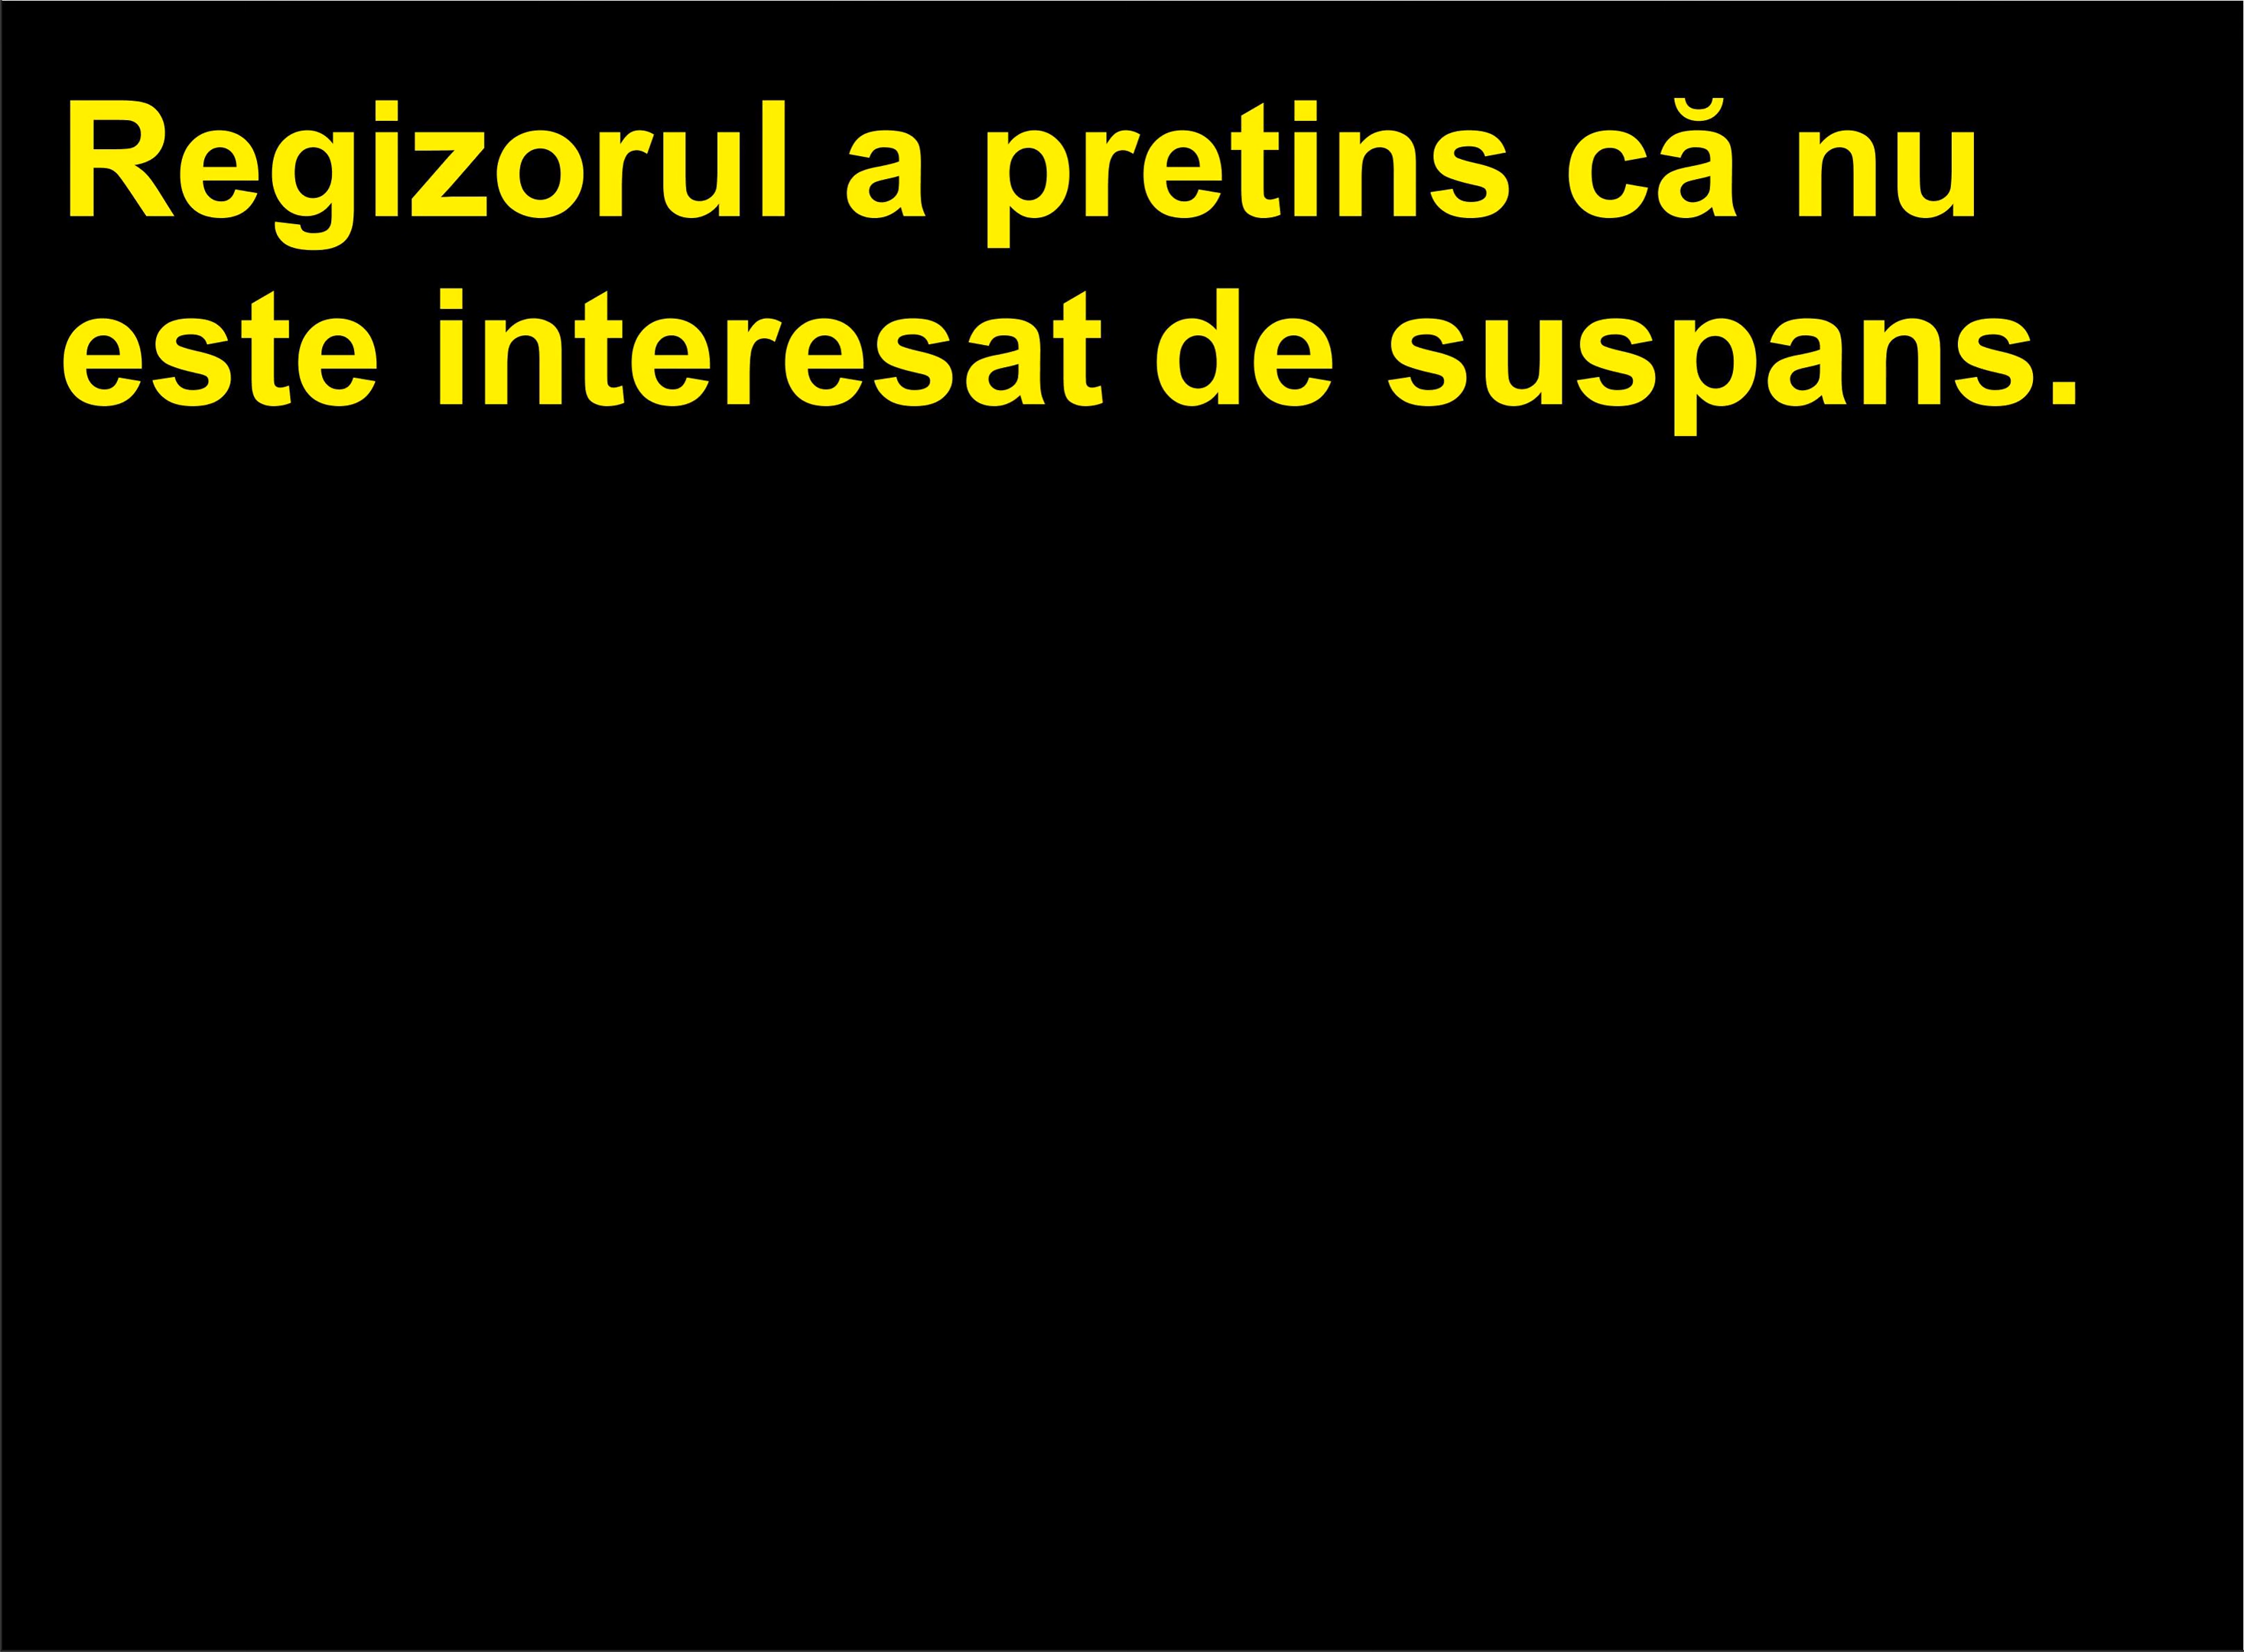 Regizorul a pretins că nu
este interesat de suspans.